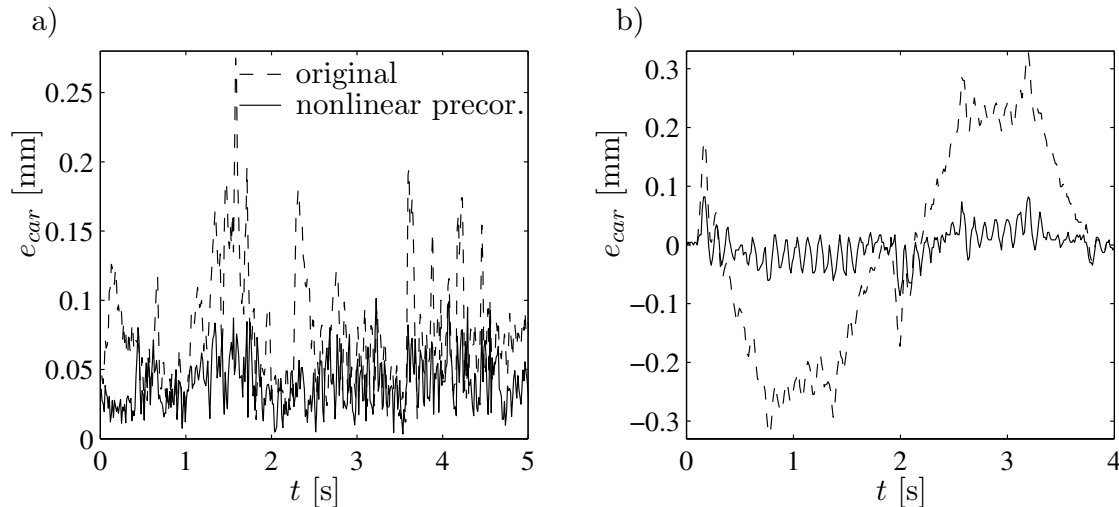 a)
0.25
0.2
0.15
0.1
0.05
0
e_car [mm]
original
nonlinear precor.
0 1 2 3 4 5
t [s]
b)
0.3
0.2
0.1
0
−0.1
−0.2
−0.3
e_car [mm]
0 1 2 3 4
t [s]